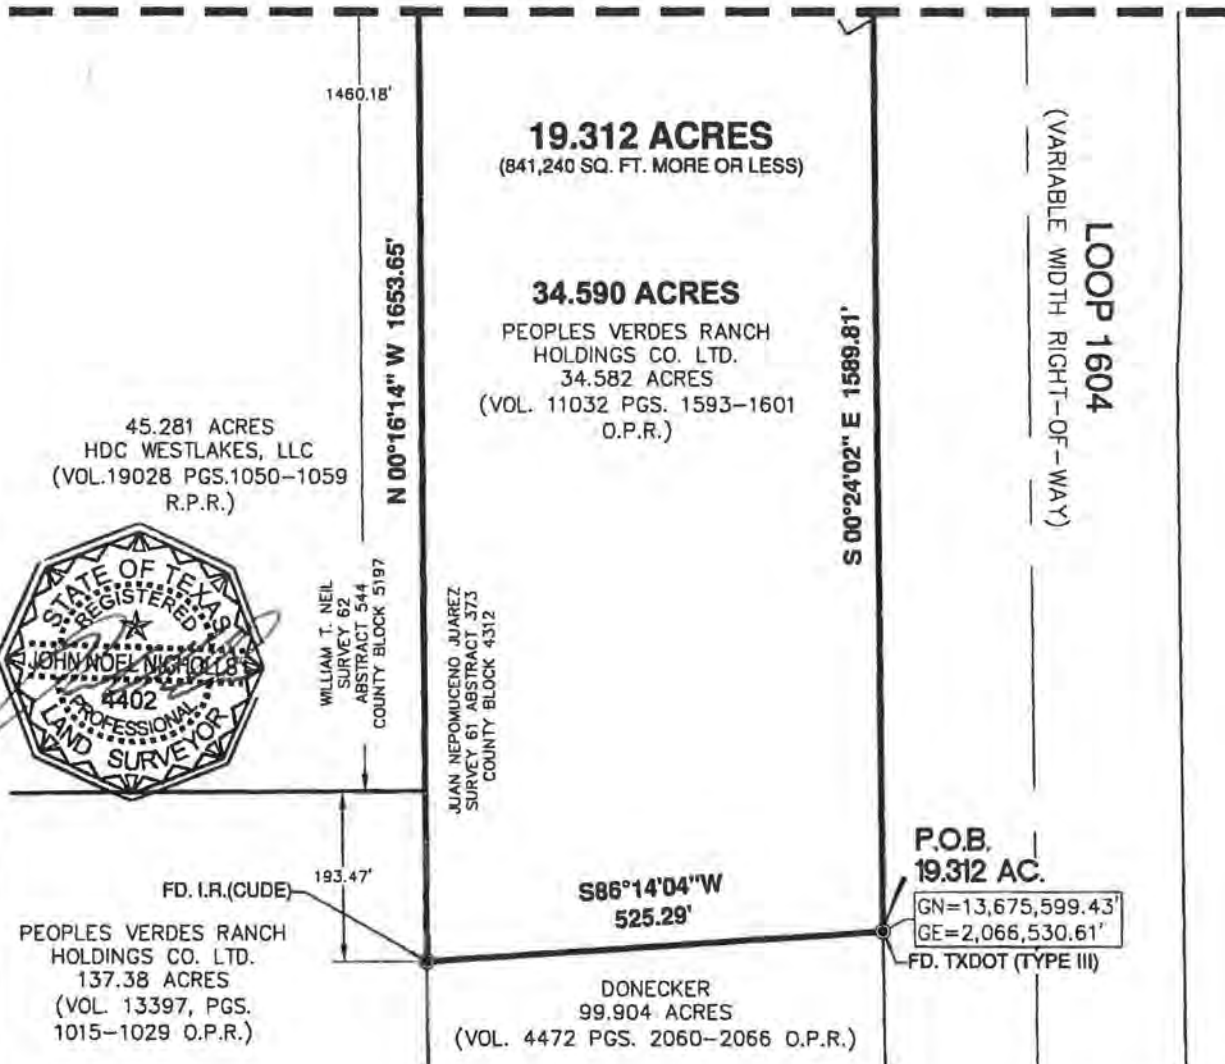 1460.18'
19.312 ACRES
(841,240 SQ. FT. MORE OR LESS)
34.590 ACRES
PEOPLES VERDES RANCH
HOLDINGS CO. LTD.
34.582 ACRES
(VOL. 11032 PGS. 1593-1601
O.P.R.)
N 00°16'14" W 1653.65'
S 00°24'02" E 1589.81'
LOOP 1604
(VARIABLE WIDTH RIGHT-OF-WAY)
45.281 ACRES
HDC WESTLAKES, LLC
(VOL.19028 PGS.1050-1059
R.P.R.)
STATE OF TEXAS
REGISTERED
JOHN NOEL NICHOLLS
4402
PROFESSIONAL
LAND SURVEYOR
WILLIAM T. NEIL
SURVEY 62
ABSTRACT 544
COUNTY BLOCK 5197
JUAN NEPOMUCENO JUAREZ
SURVEY 61 ABSTRACT 373
COUNTY BLOCK 4312
193.47'
FD. I.R.(CUDE)
S86°14'04"W
525.29'
P.O.B.
19.312 AC.
GN=13,675,599.43'
GE=2,066,530.61'
FD. TXDOT (TYPE III)
PEOPLES VERDES RANCH
HOLDINGS CO. LTD.
137.38 ACRES
(VOL. 13397, PGS.
1015-1029 O.P.R.)
DONECKER
99.904 ACRES
(VOL. 4472 PGS. 2060-2066 O.P.R.)